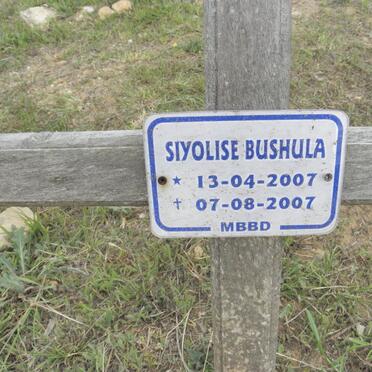 SIYOLISE BUSHULA
★ 13-04-2007
✝ 07-08-2007
MBBD